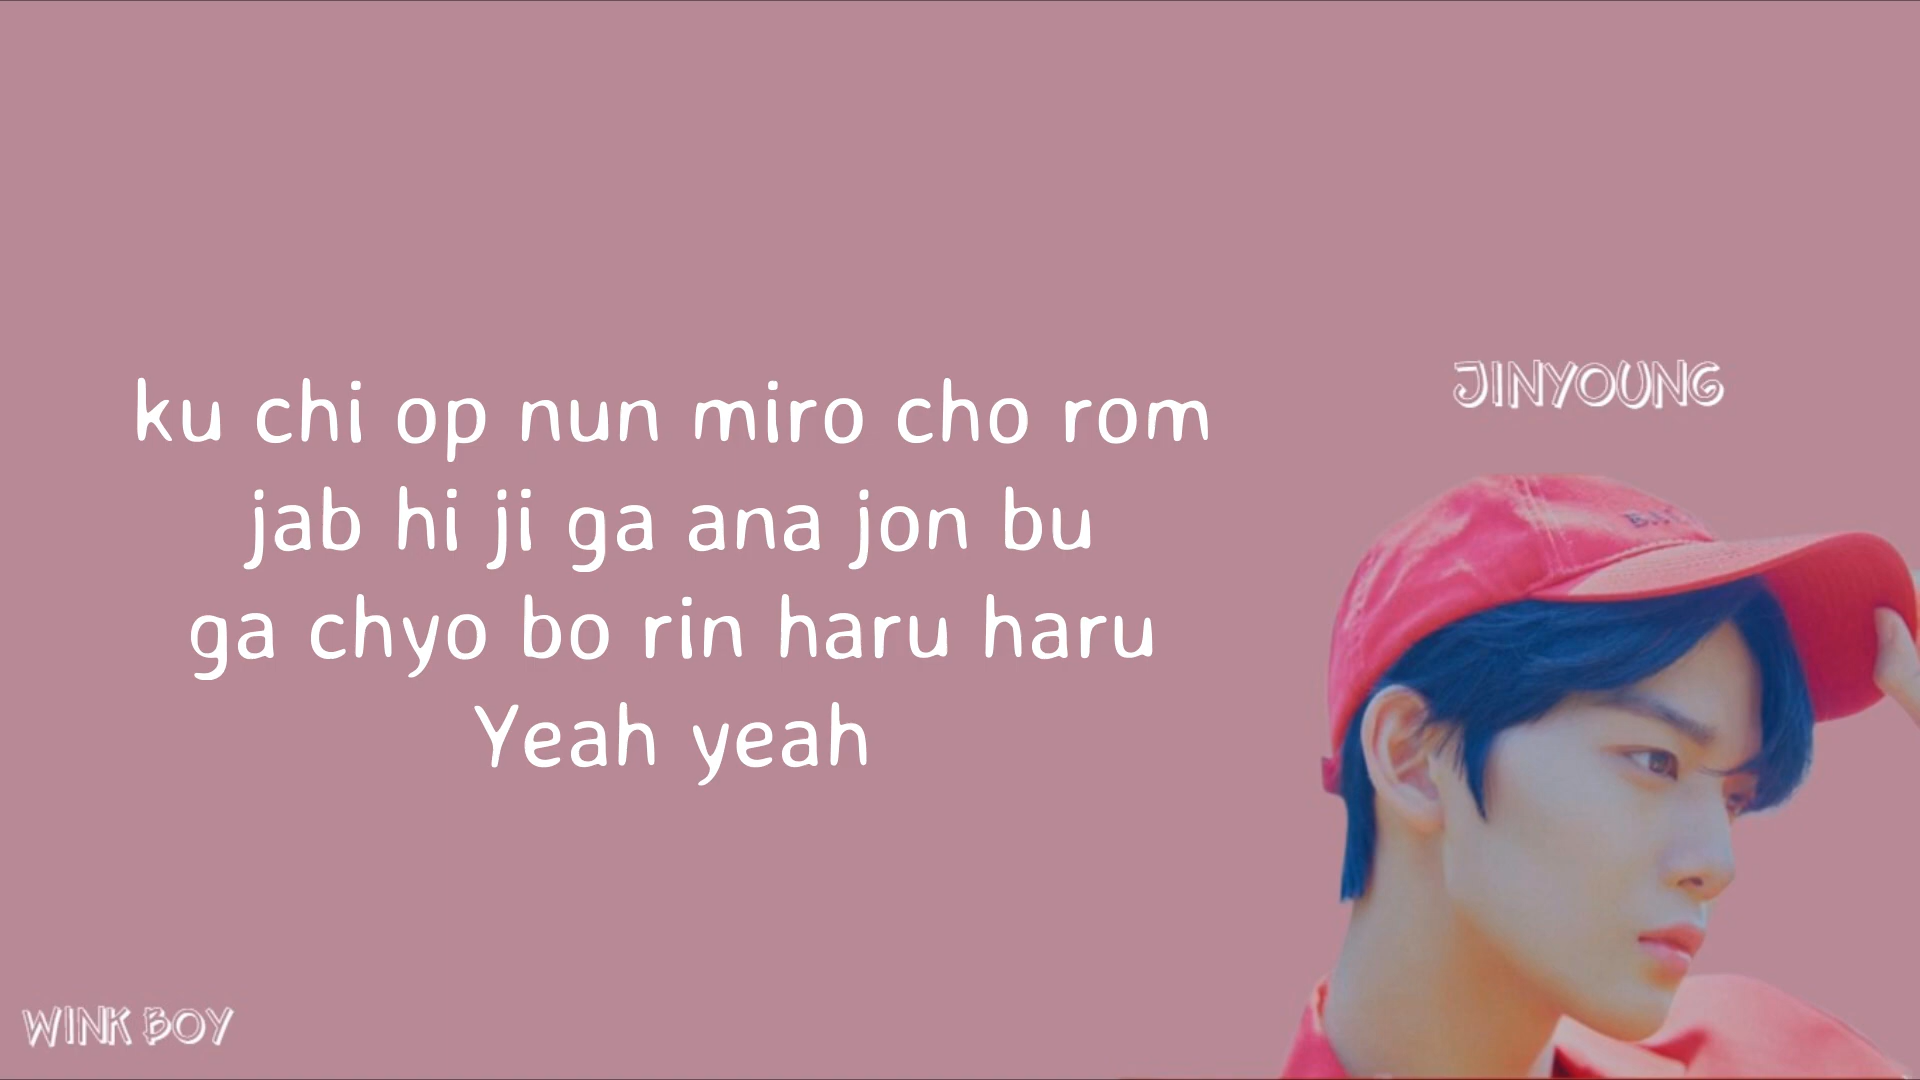 ku chi op nun miro cho rom
jab hi ji ga ana jon bu
ga chyo bo rin haru haru
Yeah yeah
JINYOUNG
WINK BOY